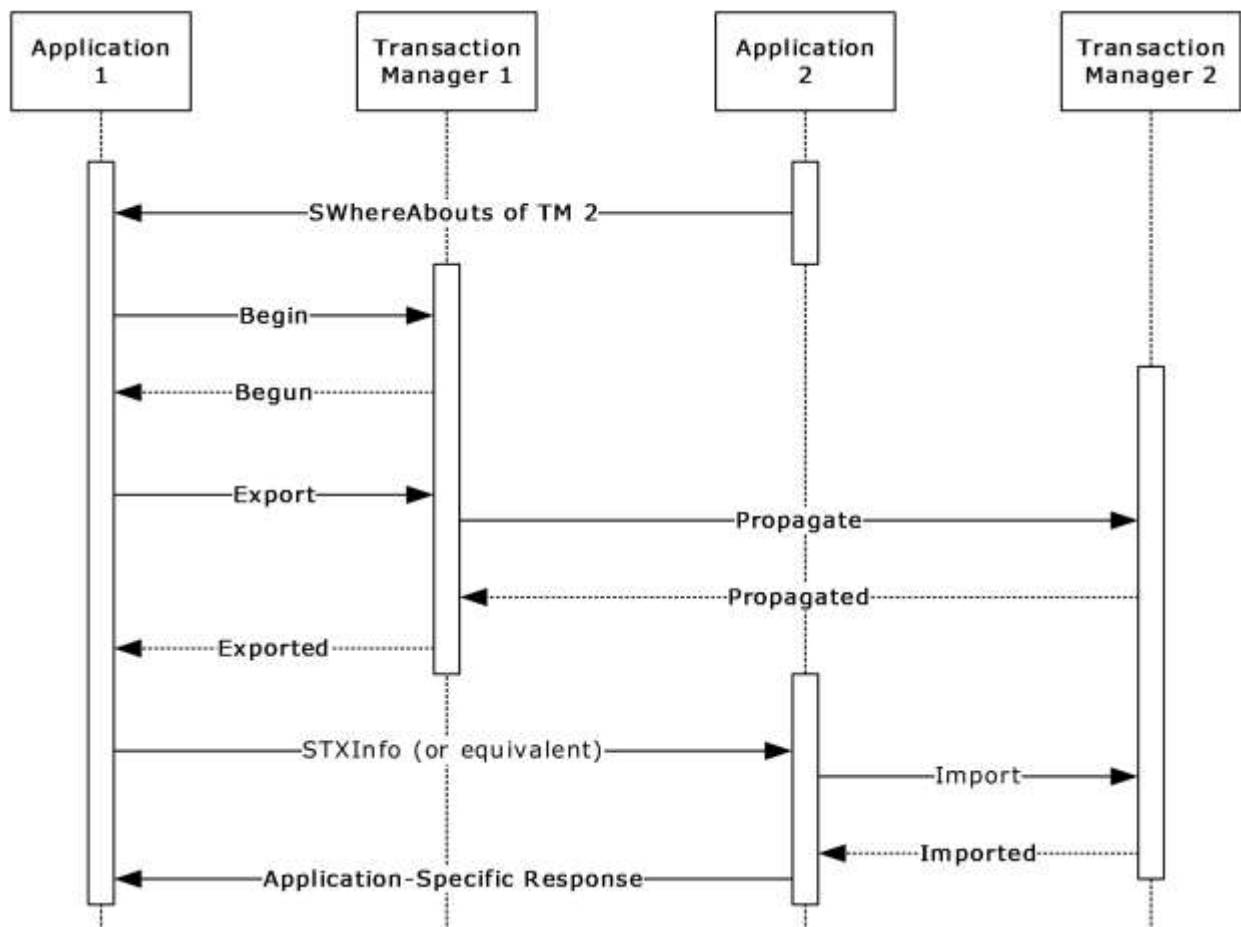 Application
1
Transaction
Manager 1
Application
2
Transaction
Manager 2
SWhereAbouts of TM 2
Begin
Begun
Export
Propagate
Propagated
Exported
STXInfo (or equivalent)
Import
Imported
Application-Specific Response